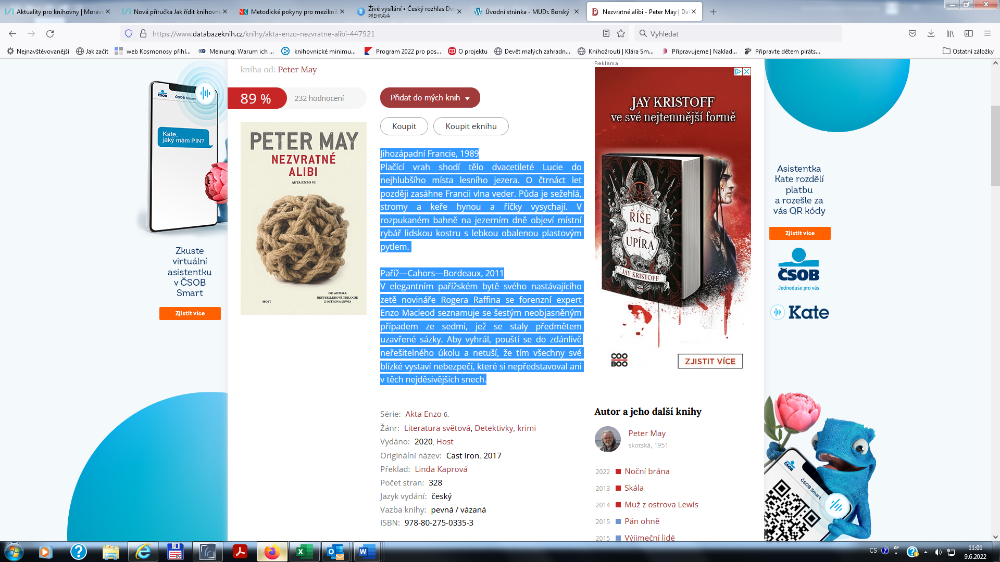 Aktuality pro knihovny | Moravs
Nová příručka Jak řídit knihovnu
Metodické pokyny pro meziknih
Živé vysílání • Český rozhlas Dvo
PŘEHRÁVÁ
Úvodní stránka - MUDr. Borský
Nezvratné alibi - Peter May | Dat
https://www.databazeknih.cz/knihy/akta-enzo-nezvratne-alibi-447921
Vyhledat
Nejnavštěvovanější
Jak začít
web Kosmonosy přihl...
Meinung: Warum ich ...
knihovnické minimu...
Program 2022 pro pos...
O projektu
Devět malých zahradn...
Knihožrouti | Klára Sm...
Připravujeme | Naklad...
Připravte dětem piráts...
Ostatní záložky
kniha od: Peter May
89 %
232 hodnocení
Přidat do mých knih
Koupit
Koupit eknihu
PETER MAY
NEZVRATNÉ
ALIBI
AKTA ENZO VI
HOST
OD AUTORA
BESTSELLEROVÉ TRILOGIE
Z OSTROVA LEWIS
Jihozápadní Francie, 1989
Plačící vrah shodí tělo dvacetileté Lucie do
nejhlubšího místa lesního jezera. O čtrnáct let
později zasáhne Francii vlna veder. Půda je sežehlá,
stromy a keře hynou a říčky vysychají. V
rozpukaném bahně na jezerním dně objeví místní
rybář lidskou kostru s lebkou obalenou plastovým
pytlem.
Paříž—Cahors—Bordeaux, 2011
V elegantním pařížském bytě svého nastávajícího
zetě novináře Rogera Raffina se forenzní expert
Enzo Macleod seznamuje se šestým neobjasněným
případem ze sedmi, jež se staly předmětem
uzavřené sázky. Aby vyhrál, pouští se do zdánlivě
neřešitelného úkolu a netuší, že tím všechny své
blízké vystaví nebezpečí, které si nepředstavoval ani
v těch nejděsivějších snech.
Série: Akta Enzo 6.
Žánr: Literatura světová, Detektivky, krimi
Vydáno: 2020, Host
Originální název: Cast Iron, 2017
Překlad: Linda Kaprová
Počet stran: 328
Jazyk vydání: český
Vazba knihy: pevná / vázaná
ISBN: 978-80-275-0335-3
Reklama
JAY KRISTOFF
ve své nejtemnější formě
ŘÍŠE
UPÍRA
JAY KRISTOFF
COO
BOO
COO
BOO
ZJISTIT VÍCE
Autor a jeho další knihy
Peter May
skotská, 1951
2022 Noční brána
2013 Skála
2014 Muž z ostrova Lewis
2015 Pán ohně
2015 Výjimeční lidé
ČSOB
ČSOB Smart
Kate,
jaký mám PIN?
Zkuste
virtuální
asistentku
v ČSOB
Smart
Zjistit více
Asistentka
Kate rozdělí
platbu
a rozešle za
vás QR kódy
Zjistit více
ČSOB
Jednoduše pro vás
Kate
ČSOB
ČSOB Smart
CS
11:01
9.6.2022